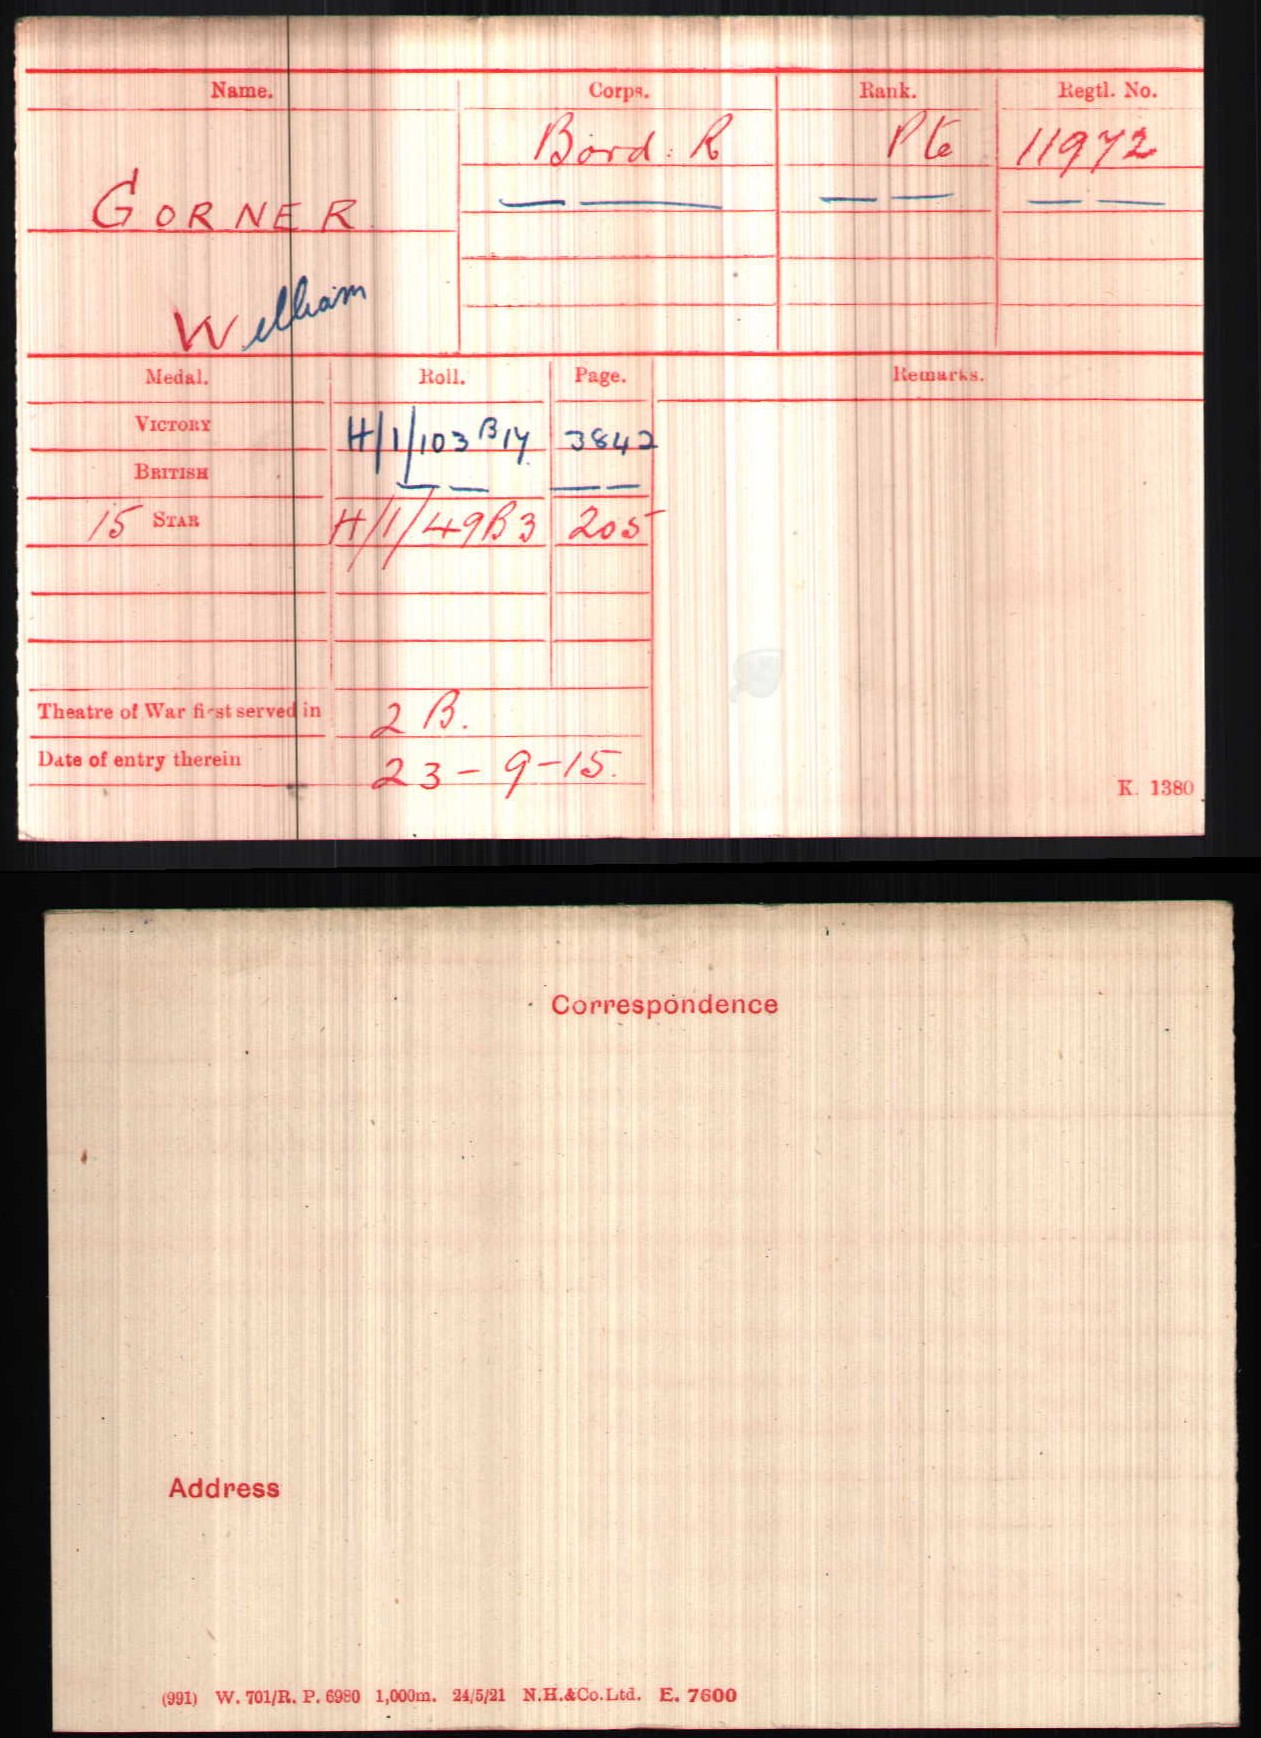 Name. Corps. Rank. Regtl. No.
Bord. R Pte 11972
GORNER
William
Medal. Roll. Page. Remarks.
VICTORY H/1/103 B17 3842
BRITISH
15 STAR H/1/49B3 205
Theatre of War first served in 2 B.
Date of entry therein 23-9-15.
K. 1380
Correspondence
Address
(991) W. 701/R. P. 6980 1,000m. 24/5/21 N.H.&Co.Ltd. E. 7600